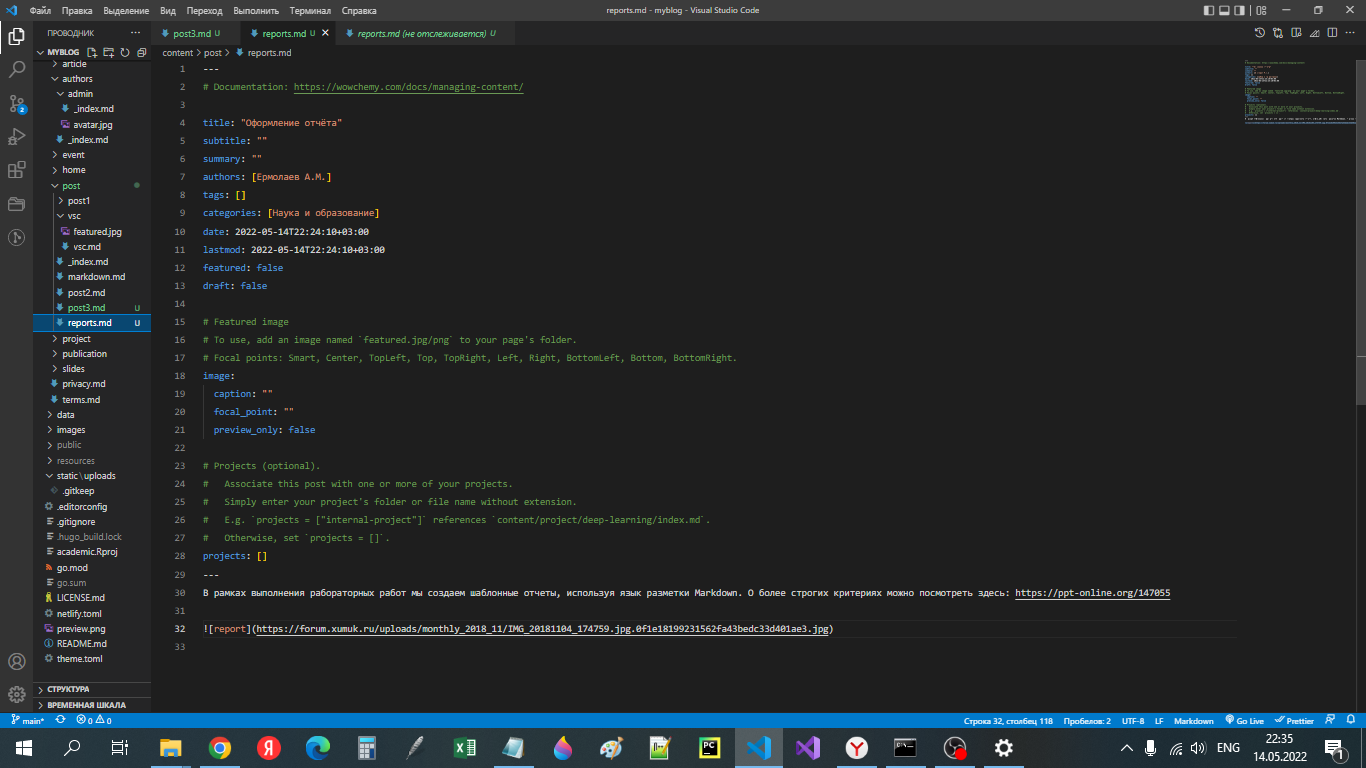 Файл Правка Выделение Вид Переход Выполнить Терминал Справка
reports.md - myblog - Visual Studio Code
ПРОВОДНИК
post3.md U
reports.md U
reports.md (не отслеживается) U
MYBLOG
content > post > reports.md
article
authors
admin
_index.md
avatar.jpg
_index.md
event
home
post
post1
vsc
featured.jpg
vsc.md
_index.md
markdown.md
post2.md
post3.md U
reports.md U
project
publication
slides
privacy.md
terms.md
data
images
public
resources
static\uploads
.gitkeep
.editorconfig
.gitignore
.hugo_build.lock
academic.Rproj
go.mod
go.sum
LICENSE.md
netlify.toml
preview.png
README.md
theme.toml
СТРУКТУРА
ВРЕМЕННАЯ ШКАЛА
1 ---
2 # Documentation: https://wowchemy.com/docs/managing-content/
3
4 title: "Оформление отчёта"
5 subtitle: ""
6 summary: ""
7 authors: [Ермолаев А.М.]
8 tags: []
9 categories: [Наука и образование]
10 date: 2022-05-14T22:24:10+03:00
11 lastmod: 2022-05-14T22:24:10+03:00
12 featured: false
13 draft: false
14
15 # Featured image
16 # To use, add an image named `featured.jpg/png` to your page's folder.
17 # Focal points: Smart, Center, TopLeft, Top, TopRight, Left, Right, BottomLeft, Bottom, BottomRight.
18 image:
19 caption: ""
20 focal_point: ""
21 preview_only: false
22
23 # Projects (optional).
24 # Associate this post with one or more of your projects.
25 # Simply enter your project's folder or file name without extension.
26 # E.g. `projects = ["internal-project"]` references `content/project/deep-learning/index.md`.
27 # Otherwise, set `projects = []`.
28 projects: []
29 ---
30 В рамках выполнения рабораторных работ мы создаем шаблонные отчеты, используя язык разметки Markdown. О более строгих критериях можно посмотреть здесь: https://ppt-online.org/147055
31
32 ![report](https://forum.xumuk.ru/uploads/monthly_2018_11/IMG_20181104_174759.jpg.0f1e18199231562fa43bedc33d401ae3.jpg)
33
main* 0 0
Строка 32, столбец 118 Пробелов: 2 UTF-8 LF Markdown Go Live Prettier
ENG
22:35
14.05.2022